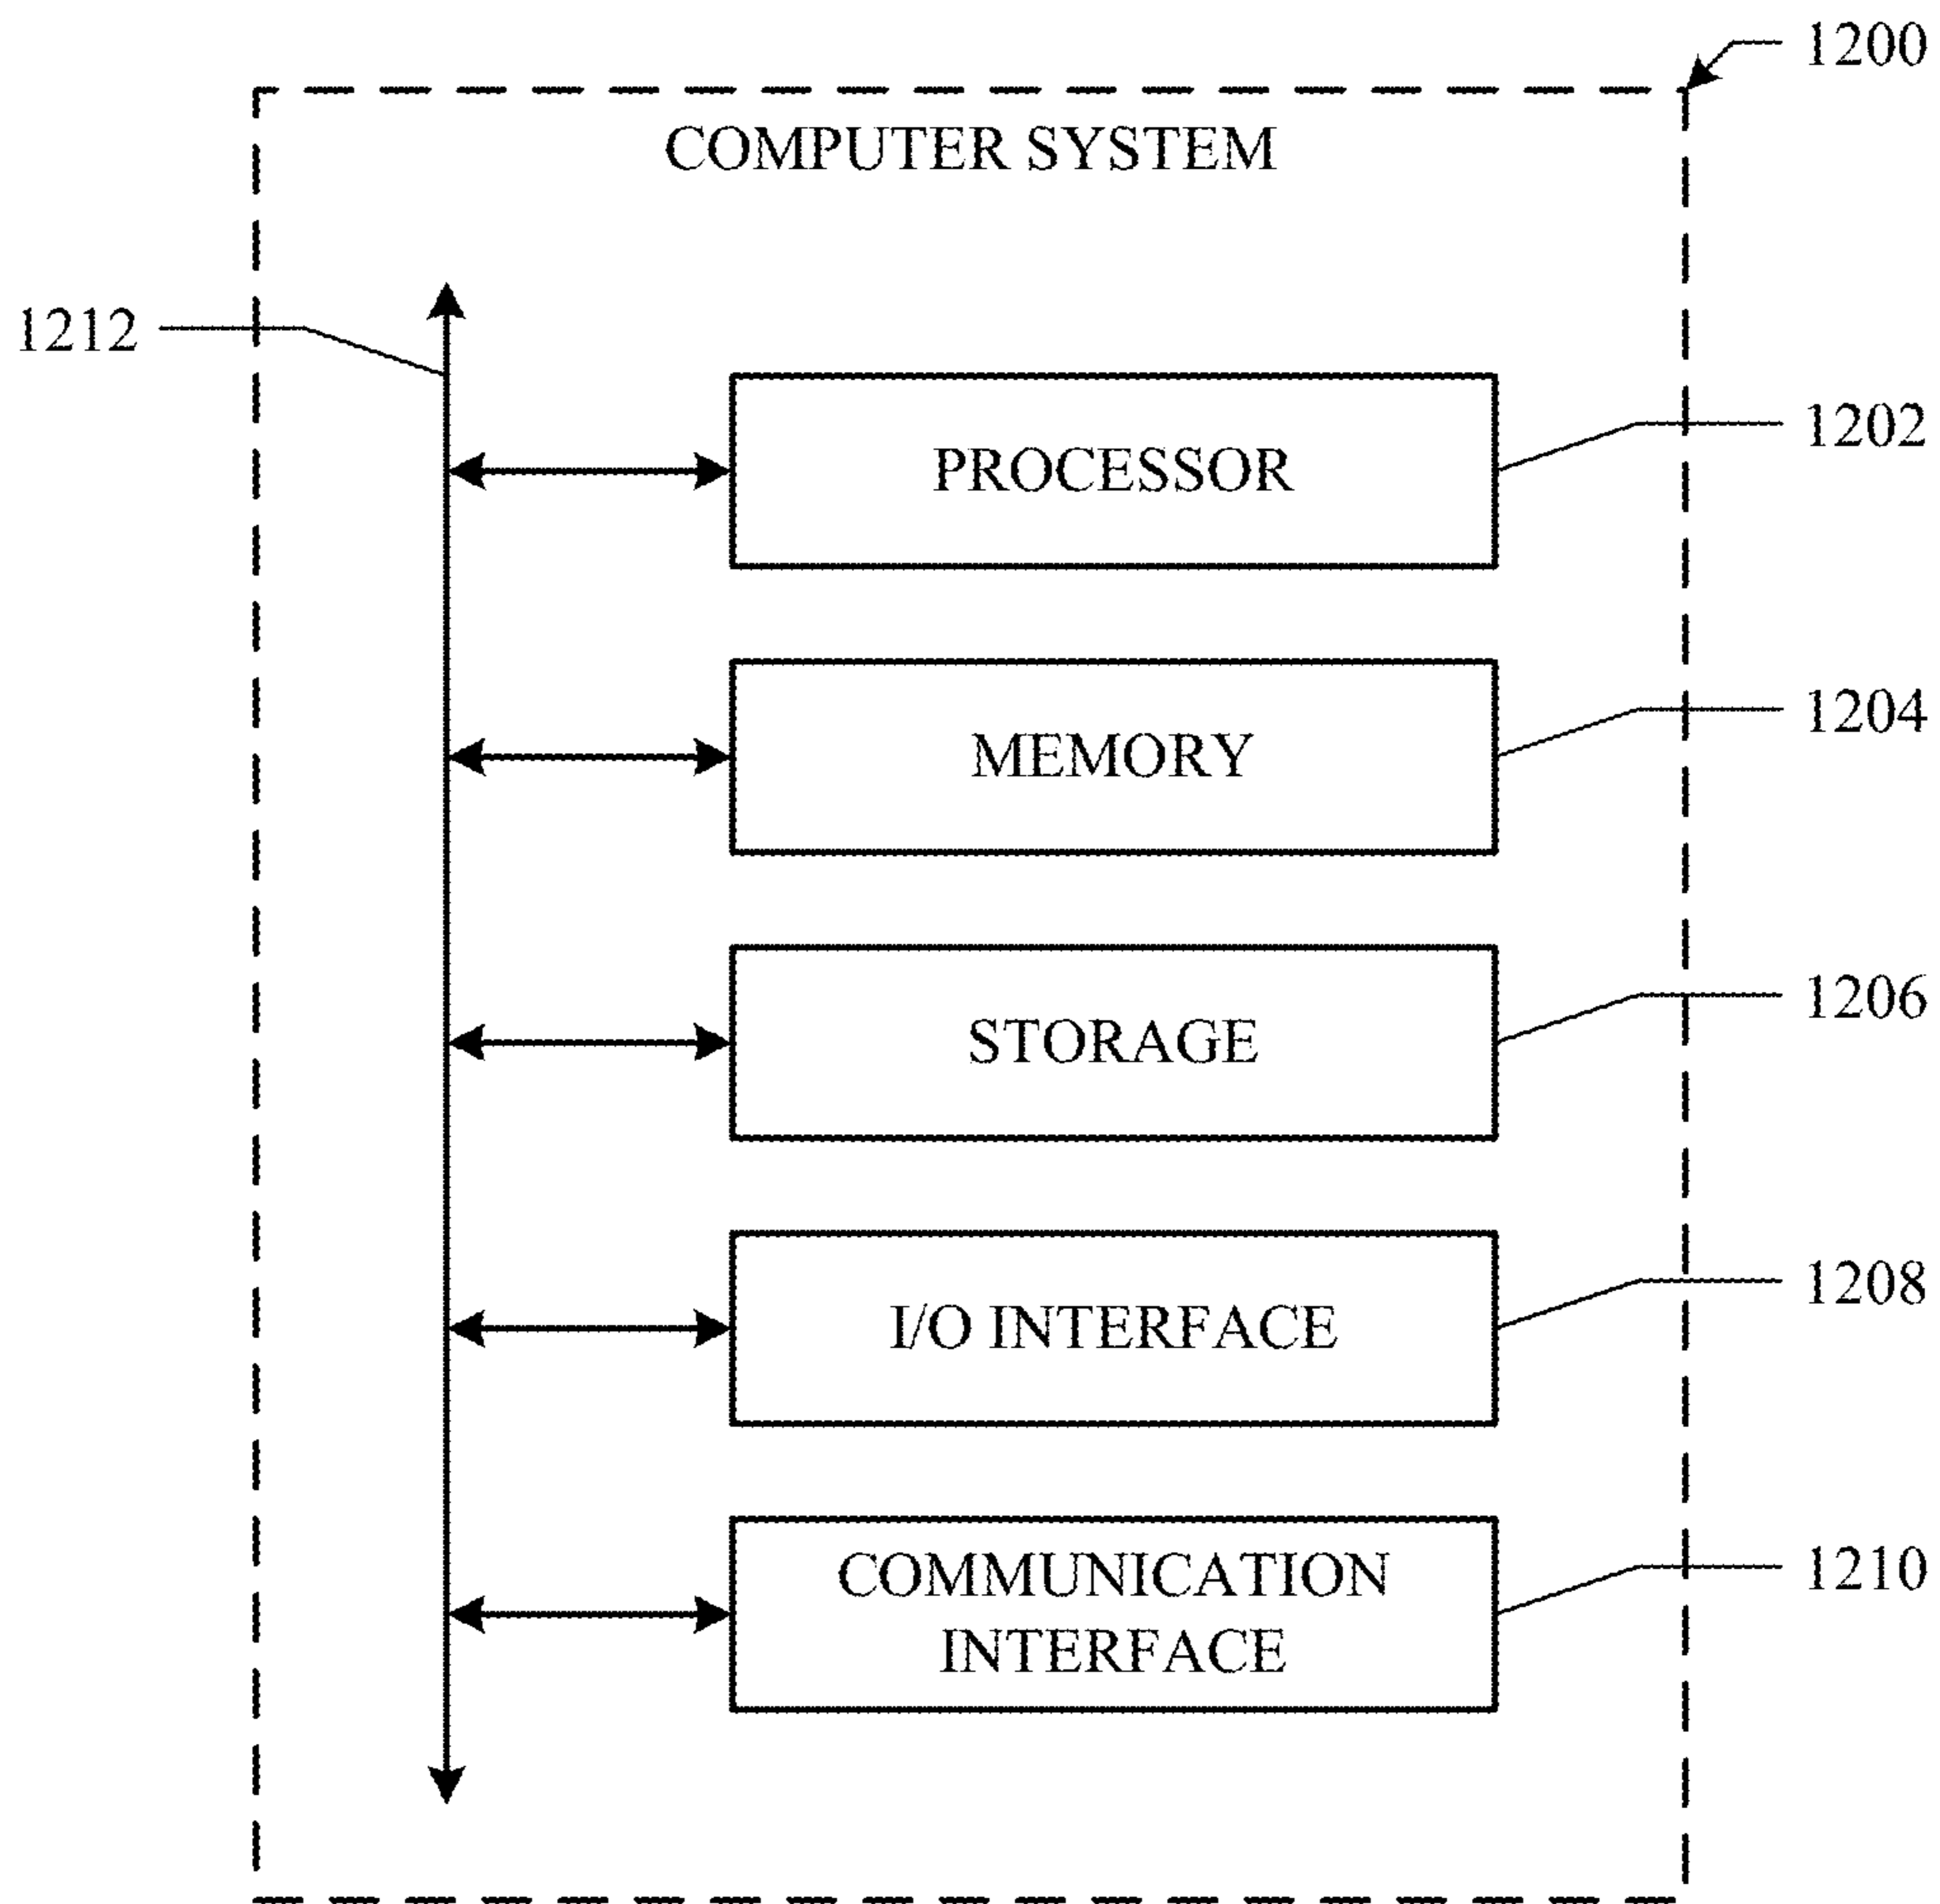 1200
COMPUTER SYSTEM
1212
1202
PROCESSOR
1204
MEMORY
1206
STORAGE
1208
I/O INTERFACE
1210
COMMUNICATION
INTERFACE